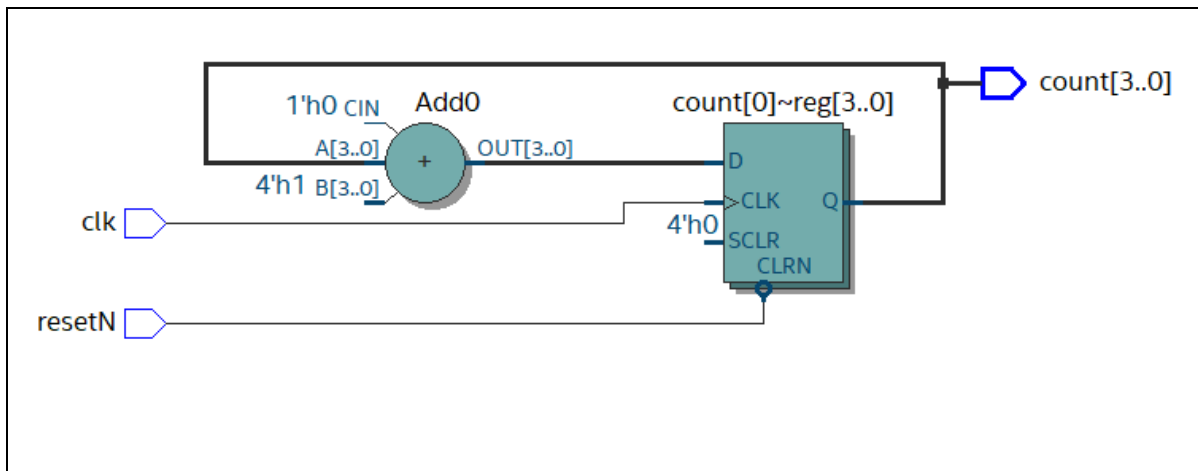 1'h0 CIN
Add0
A[3..0]
+
OUT[3..0]
4'h1 B[3..0]
count[0]~reg[3..0]
D
CLK
Q
4'h0
SCLR
CLRN
count[3..0]
clk
resetN